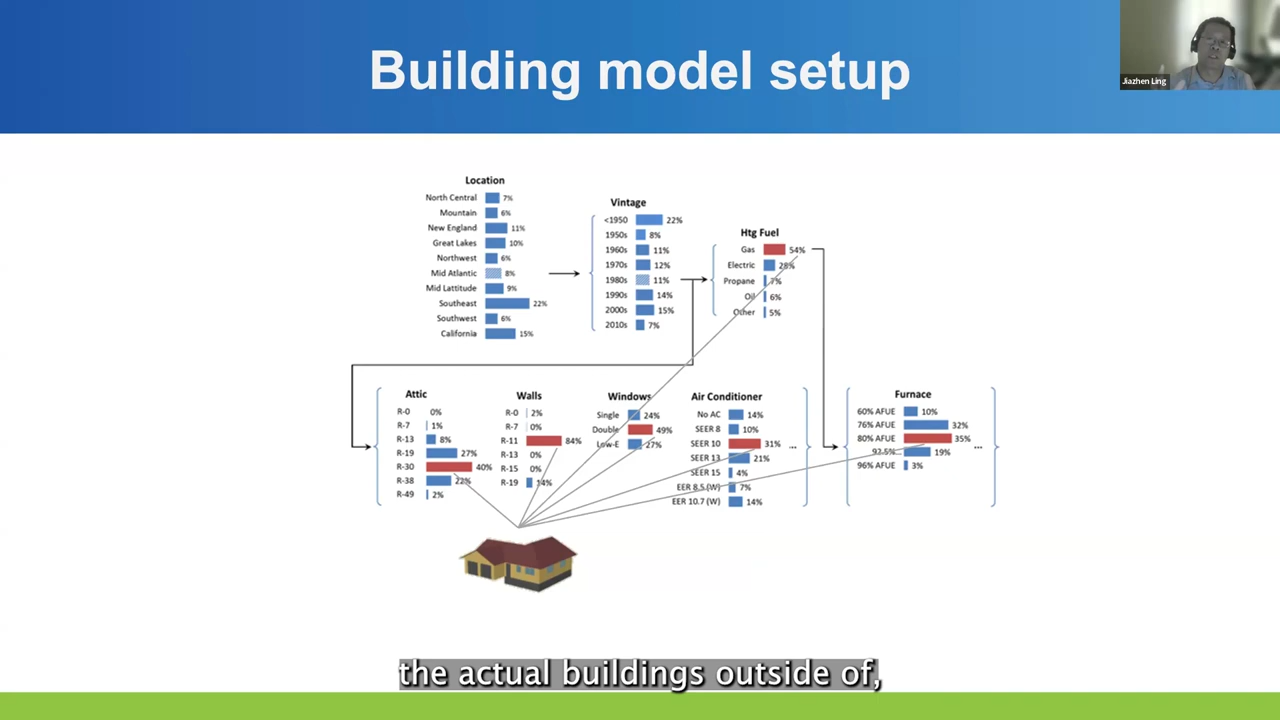 Building model setup
Jiazhen Ling
Location
North Central 7%
Mountain 6%
New England 11%
Great Lakes 10%
Northwest 6%
Mid Atlantic 8%
Mid Lattitude 9%
Southeast 22%
Southwest 6%
California 15%
Vintage
<1950 22%
1950s 8%
1960s 11%
1970s 12%
1980s 11%
1990s 14%
2000s 15%
2010s 7%
Htg Fuel
Gas 54%
Electric 28%
Propane 7%
Oil 6%
Other 5%
Attic
R-0 0%
R-7 1%
R-13 8%
R-19 27%
R-30 40%
R-38 22%
R-49 2%
Walls
R-0 2%
R-7 0%
R-11 84%
R-13 0%
R-15 0%
R-19 14%
Windows
Single 24%
Double 49%
Low-E 27%
Air Conditioner
No AC 14%
SEER 8 10%
SEER 10 31%
SEER 13 21%
SEER 15 4%
EER 8.5 (W) 7%
EER 10.7 (W) 14%
...
Furnace
60% AFUE 10%
76% AFUE 32%
80% AFUE 35%
92.5%... 19%
96% AFUE 3%
...
the actual buildings outside of,